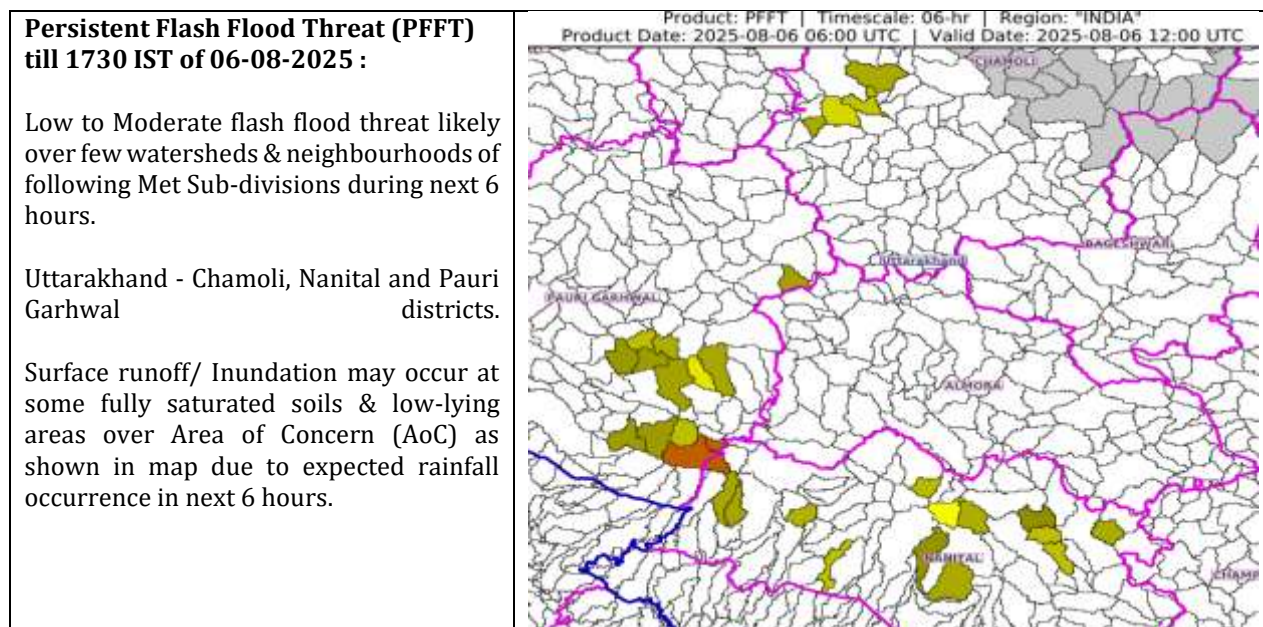 Persistent Flash Flood Threat (PFFT)
till 1730 IST of 06-08-2025 :
Low to Moderate flash flood threat likely
over few watersheds & neighbourhoods of
following Met Sub-divisions during next 6
hours.
Uttarakhand - Chamoli, Nanital and Pauri
Garhwal districts.
Surface runoff/ Inundation may occur at
some fully saturated soils & low-lying
areas over Area of Concern (AoC) as
shown in map due to expected rainfall
occurrence in next 6 hours.
Product: PFFT | Timescale: 06-hr | Region: "INDIA"
Product Date: 2025-08-06 06:00 UTC | Valid Date: 2025-08-06 12:00 UTC
CHAMOLI
BAGESHWAR
Uttarakhand
PAURI GARHWAL
ALMORA
NANITAL
CHAMP